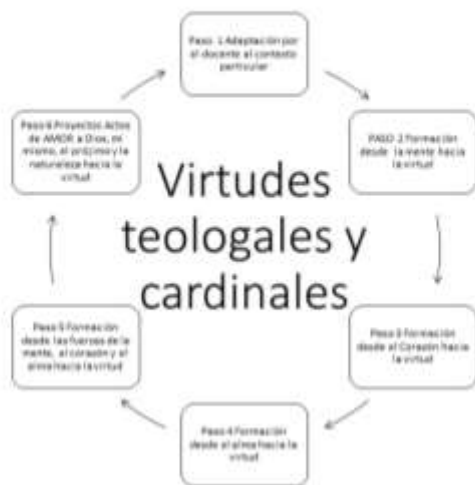 Paso 1 Adaptación por
el docente al contexto
particular
PASO 2 Formación
desde la mente hacia
la virtud
Paso 3 Formación
desde el Corazón hacia
la virtud
Paso 4 Formación
desde el alma hacia la
virtud
Paso 5 Formación
desde las fuerzas de la
mente, el corazón y el
alma hacia la virtud
Paso 6 Proyectos Actos
de AMOR a Dios, mi
mismo, el prójimo y la
naturaleza hacia la
virtud
Virtudes
teologales y
cardinales